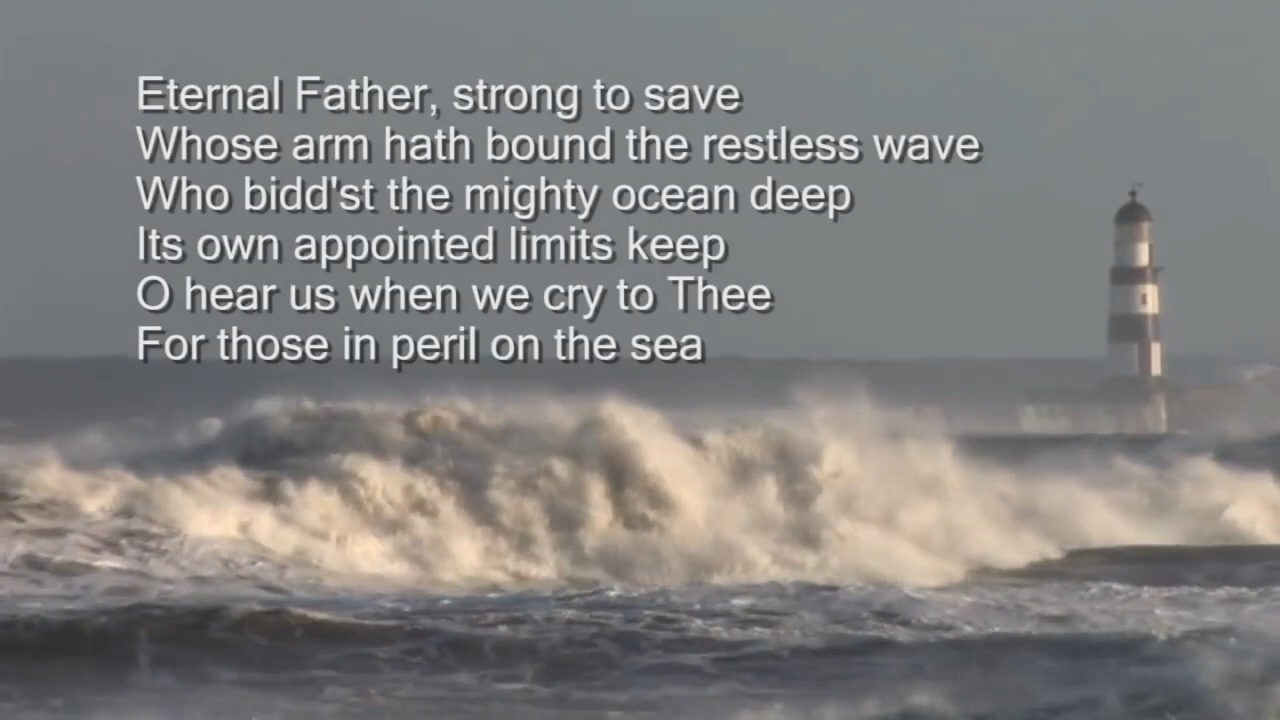 Eternal Father, strong to save
Whose arm hath bound the restless wave
Who bidd'st the mighty ocean deep
Its own appointed limits keep
O hear us when we cry to Thee
For those in peril on the sea